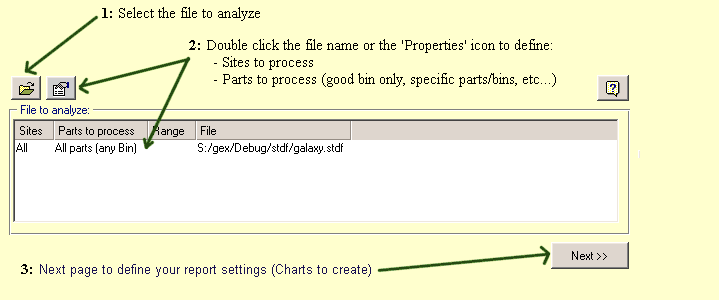 1: Select the file to analyze
2: Double click the file name or the 'Properties' icon to define:
- Sites to process
- Parts to process (good bin only, specific parts/bins, etc...)
File to analyze:
Sites Parts to process Range File
All All parts (any Bin) S:/gex/Debug/stdf/galaxy.stdf
Next >>
3: Next page to define your report settings (Charts to create)